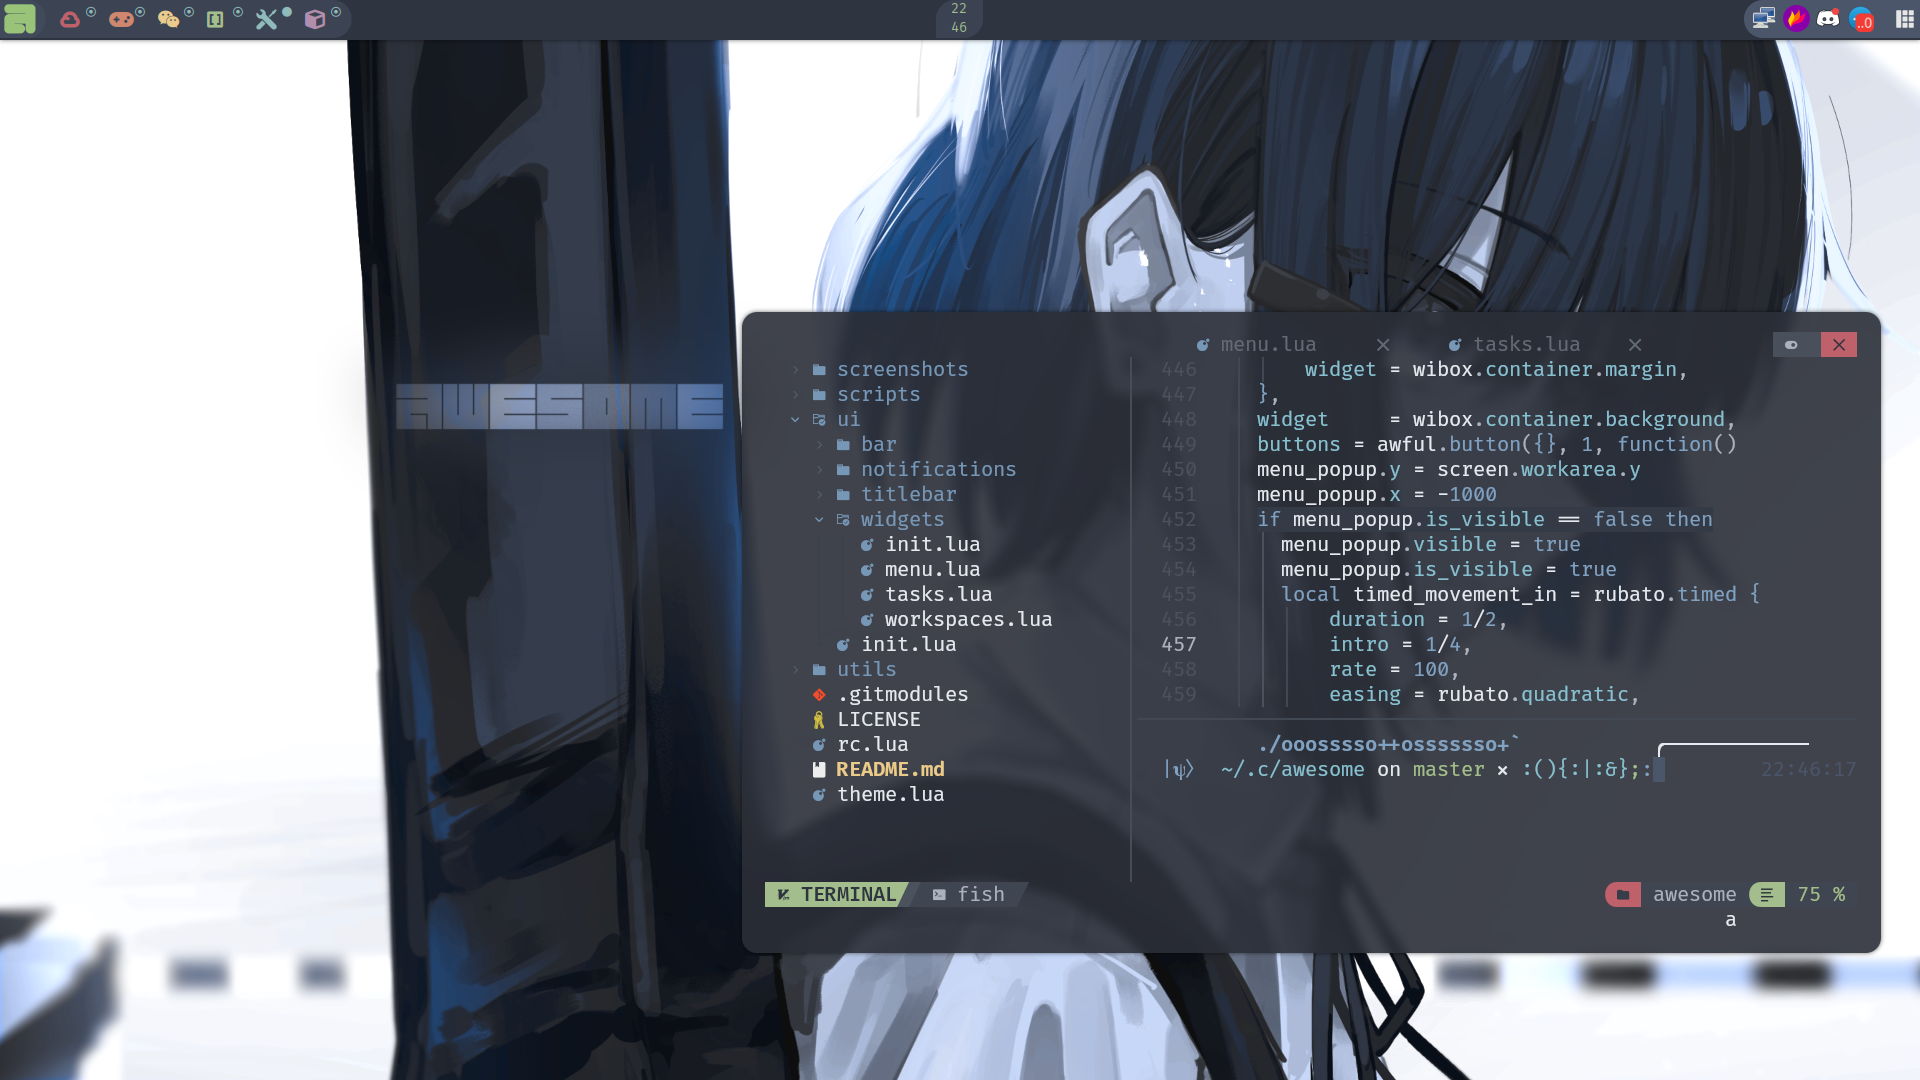 22
46
..0
AWESOME
menu.lua
tasks.lua
screenshots
scripts
ui
bar
notifications
titlebar
widgets
init.lua
menu.lua
tasks.lua
workspaces.lua
init.lua
utils
.gitmodules
LICENSE
rc.lua
README.md
theme.lua
446 widget = wibox.container.margin,
447 },
448 widget = wibox.container.background,
449 buttons = awful.button({}, 1, function()
450 menu_popup.y = screen.workarea.y
451 menu_popup.x = -1000
452 if menu_popup.is_visible == false then
453 menu_popup.visible = true
454 menu_popup.is_visible = true
455 local timed_movement_in = rubato.timed {
456 duration = 1/2,
457 intro = 1/4,
458 rate = 100,
459 easing = rubato.quadratic,
./ooosssso++osssssso+`
|ψ⟩ ~/.c/awesome on master × :(){:|:&};: 22:46:17
TERMINAL fish
awesome 75 %
a